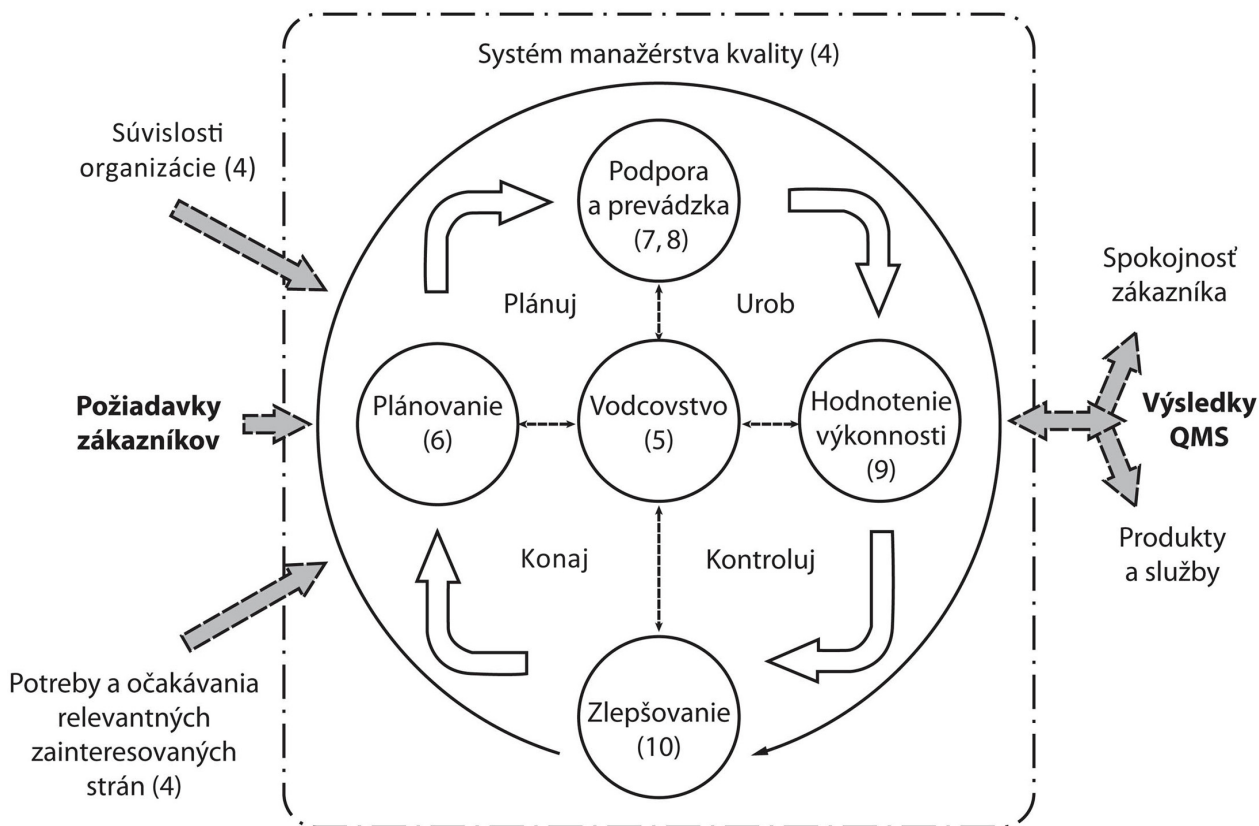 Systém manažérstva kvality (4)
Súvislosti
organizácie (4)
Podpora
a prevádzka
(7, 8)
Spokojnosť
zákazníka
Plánuj
Urob
Požiadavky
zákazníkov
Plánovanie
(6)
Vodcovstvo
(5)
Hodnotenie
výkonnosti
(9)
Výsledky
QMS
Konaj
Kontroluj
Produkty
a služby
Potreby a očakávania
relevantných
zainteresovaných
strán (4)
Zlepšovanie
(10)